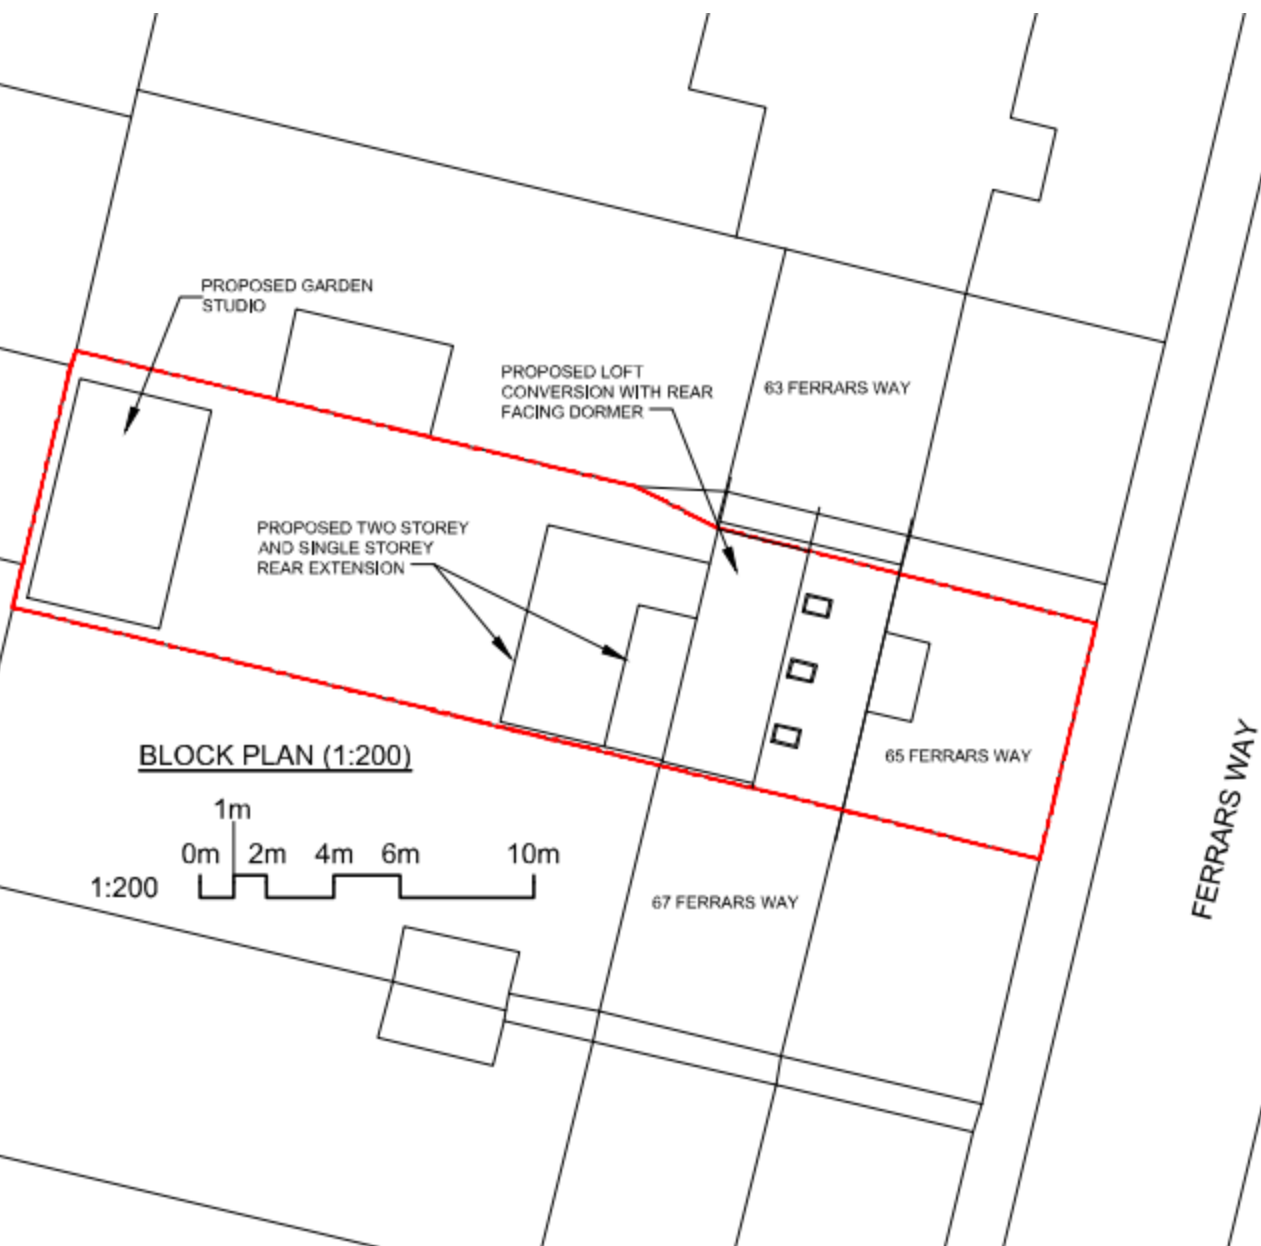 PROPOSED GARDEN
STUDIO
PROPOSED LOFT
CONVERSION WITH REAR
FACING DORMER
63 FERRARS WAY
PROPOSED TWO STOREY
AND SINGLE STOREY
REAR EXTENSION
65 FERRARS WAY
FERRARS WAY
BLOCK PLAN (1:200)
1m
0m 2m 4m 6m 10m
1:200
67 FERRARS WAY